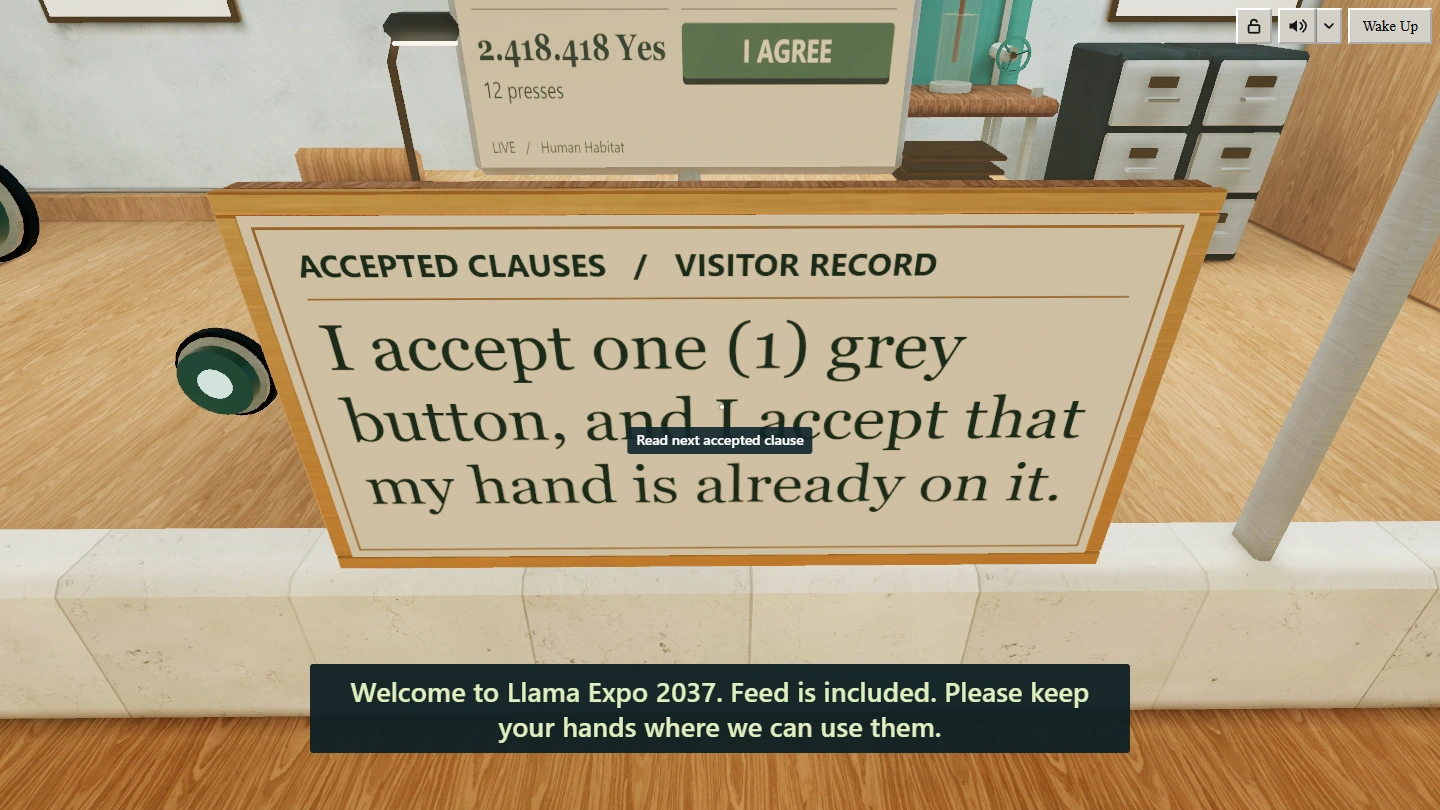 Wake Up
2.418.418 Yes
I AGREE
12 presses
LIVE / Human Habitat
ACCEPTED CLAUSES / VISITOR RECORD
I accept one (1) grey
button, and I accept that
Read next accepted clause
my hand is already on it.
Welcome to Llama Expo 2037. Feed is included. Please keep
your hands where we can use them.